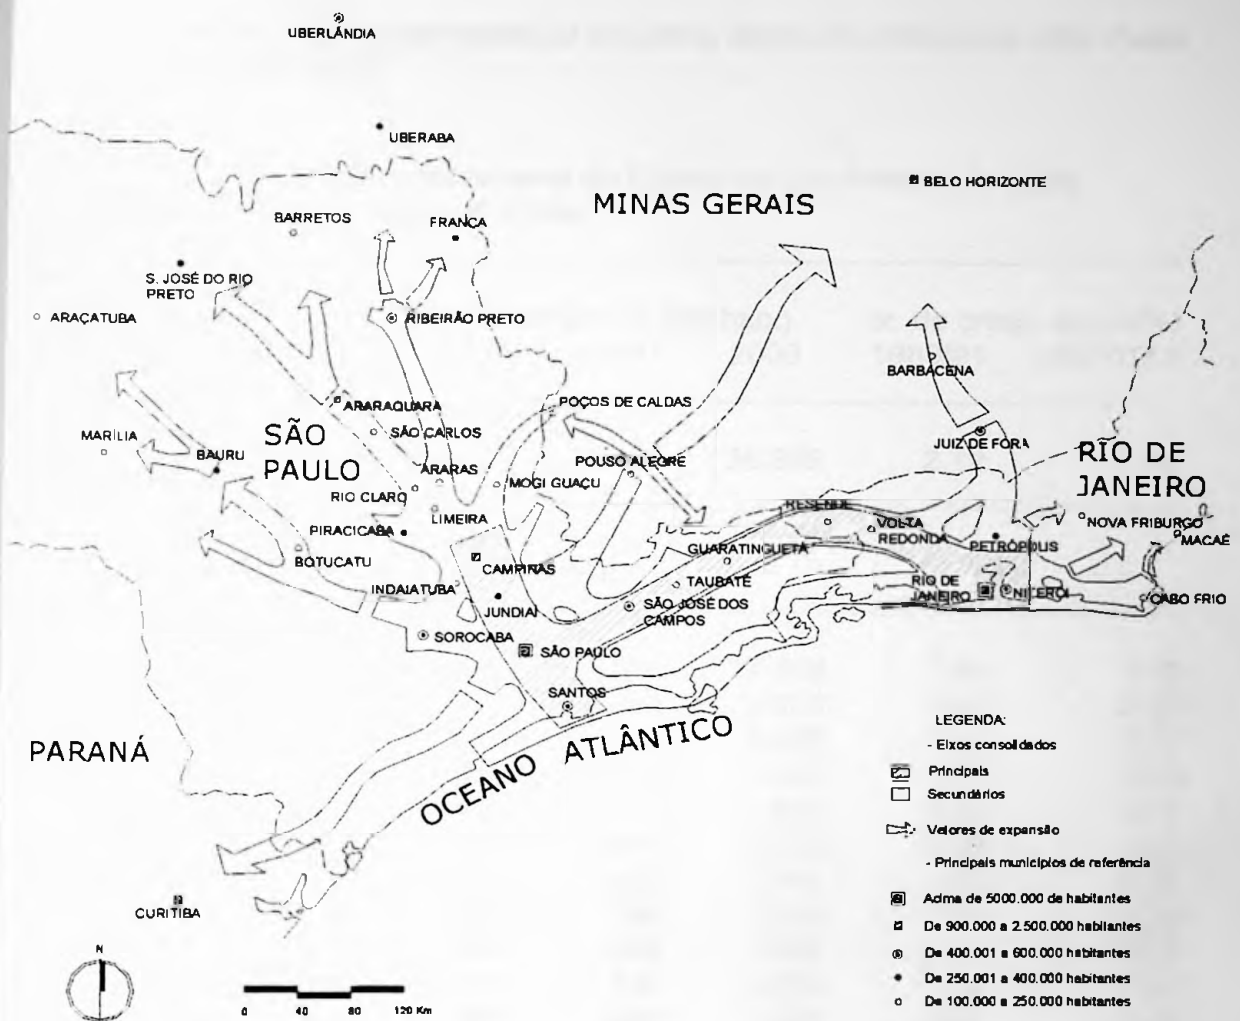 UBERLÂNDIA
UBERABA
BELO HORIZONTE
MINAS GERAIS
BARRETOS
FRANCA
S. JOSÉ DO RIO
PRETO
ARAÇATUBA
RIBEIRÃO PRETO
BARBACENA
ARARAQUARA
POÇOS DE CALDAS
SÃO
PAULO
SÃO CARLOS
JUIZ DE FORA
MARÍLIA
BAURU
RIO DE
JANEIRO
POUSO ALEGRE
ARARAS
MOGI GUAÇU
RIO CLARO
RESENDE
LIMEIRA
VOLTA
REDONDA
NOVA FRIBURGO
MACAÉ
PIRACICABA
PETRÓPOLIS
GUARATINGUETÁ
BOTUCATU
CAMPINAS
INDAIATUBA
TAUBATÉ
RIO DE
JANEIRO
NITERÓI
CABO FRIO
JUNDIAÍ
SÃO JOSÉ DOS
CAMPOS
SOROCABA
SÃO PAULO
SANTOS
PARANÁ
OCEANO ATLÂNTICO
CURITIBA
LEGENDA:
- Eixos consolidados
Principais
Secundários
Vetores de expansão
- Principais municípios de referência
Acima de 5000.000 de habitantes
De 900.000 a 2.500.000 habitantes
De 400.001 a 600.000 habitantes
De 250.001 a 400.000 habitantes
De 100.000 a 250.000 habitantes
N
0 40 80 120 Km